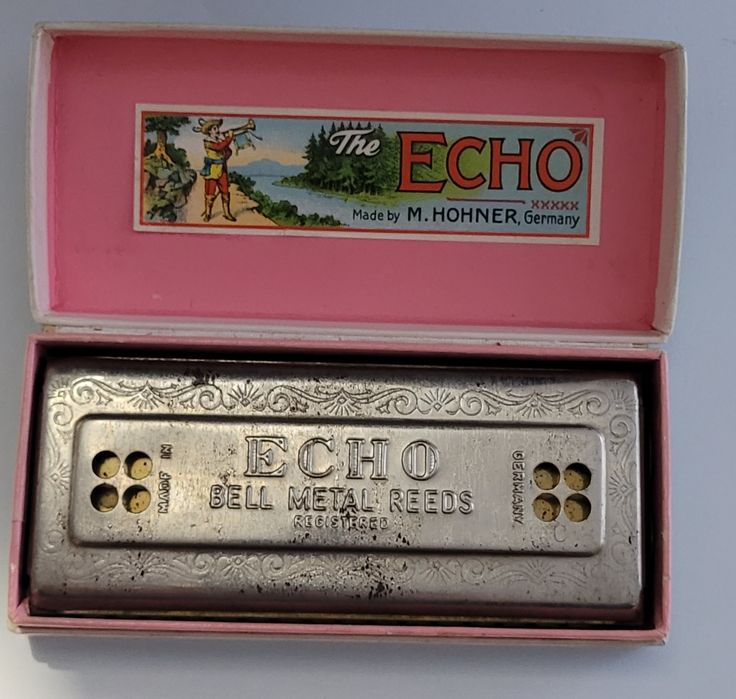 The ECHO
xxxxx
Made by M. HOHNER, Germany
ECHO
MADE IN
BELL METAL REEDS
GERMANY
REGISTERED
C